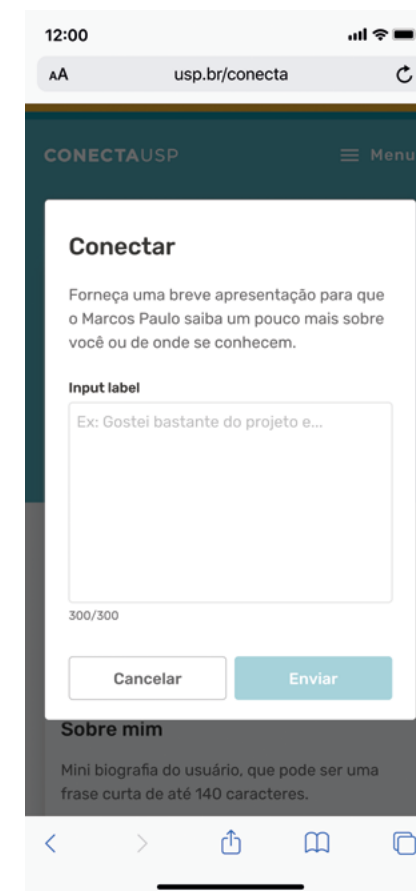 12:00
AA usp.br/conecta
CONECTAUSP Menu
Conectar
Forneça uma breve apresentação para que
o Marcos Paulo saiba um pouco mais sobre
você ou de onde se conhecem.
Input label
Ex: Gostei bastante do projeto e...
300/300
Cancelar Enviar
Sobre mim
Mini biografia do usuário, que pode ser uma
frase curta de até 140 caracteres.